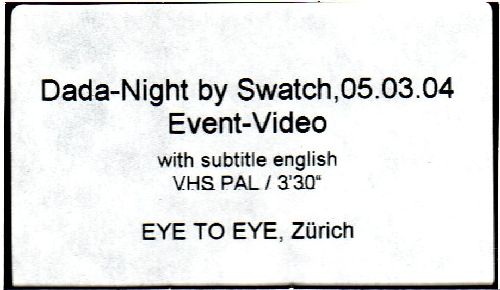 Dada-Night by Swatch,05.03.04
Event-Video
with subtitle english
VHS PAL / 3'30“
EYE TO EYE, Zürich